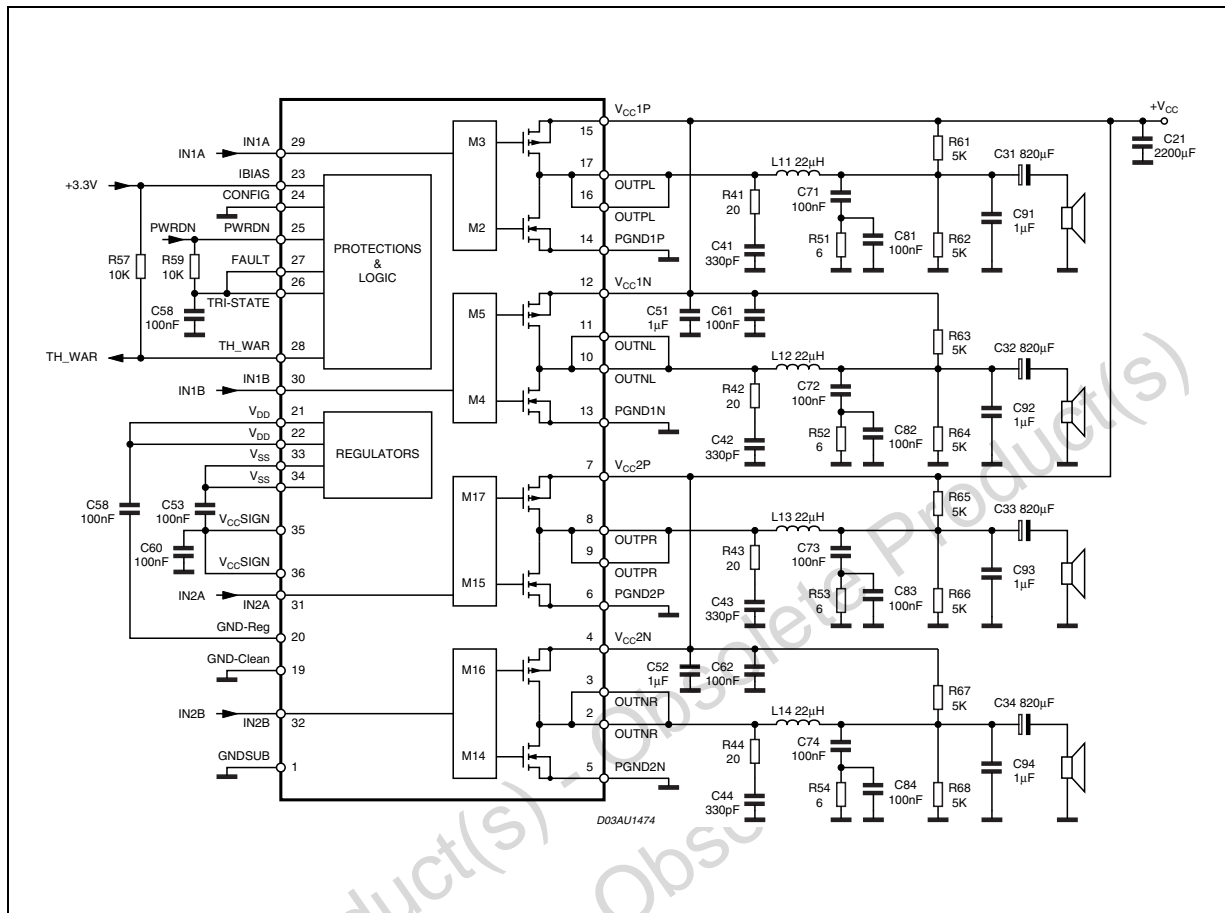 +VCC
VCC1P
15
IN1A
IN1A
29
M3
17
16
OUTPL
OUTPL
M2
14
PGND1P
R61
5K
C31 820µF
C21
2200µF
L11 22µH
R41
20
C41
330pF
C71
100nF
R51
6
C81
100nF
R62
5K
C91
1µF
+3.3V
IBIAS
23
CONFIG
24
PWRDN
PWRDN
25
FAULT
27
26
TRI-STATE
R57
10K
R59
10K
C58
100nF
PROTECTIONS
&
LOGIC
TH_WAR
TH_WAR
28
IN1B
IN1B
30
12
VCC1N
M5
11
10
OUTNL
OUTNL
M4
13
PGND1N
C51
1µF
C61
100nF
R63
5K
C32 820µF
L12 22µH
R42
20
C42
330pF
C72
100nF
R52
6
C82
100nF
R64
5K
C92
1µF
VDD
21
VDD
22
VSS
33
VSS
34
REGULATORS
C58
100nF
C53
100nF
C60
100nF
VCCSIGN
35
VCCSIGN
36
IN2A
IN2A
31
GND-Reg
20
GND-Clean
19
7
VCC2P
M17
8
9
OUTPR
OUTPR
M15
6
PGND2P
R65
5K
C33 820µF
L13 22µH
R43
20
C43
330pF
C73
100nF
R53
6
C83
100nF
R66
5K
C93
1µF
4
VCC2N
M16
3
2
OUTNR
OUTNR
M14
5
PGND2N
IN2B
IN2B
32
GNDSUB
1
C52
1µF
C62
100nF
R67
5K
C34 820µF
L14 22µH
R44
20
C44
330pF
C74
100nF
R54
6
C84
100nF
R68
5K
C94
1µF
D03AU1474
duct(s) - Obsolete Product(s)
Obso